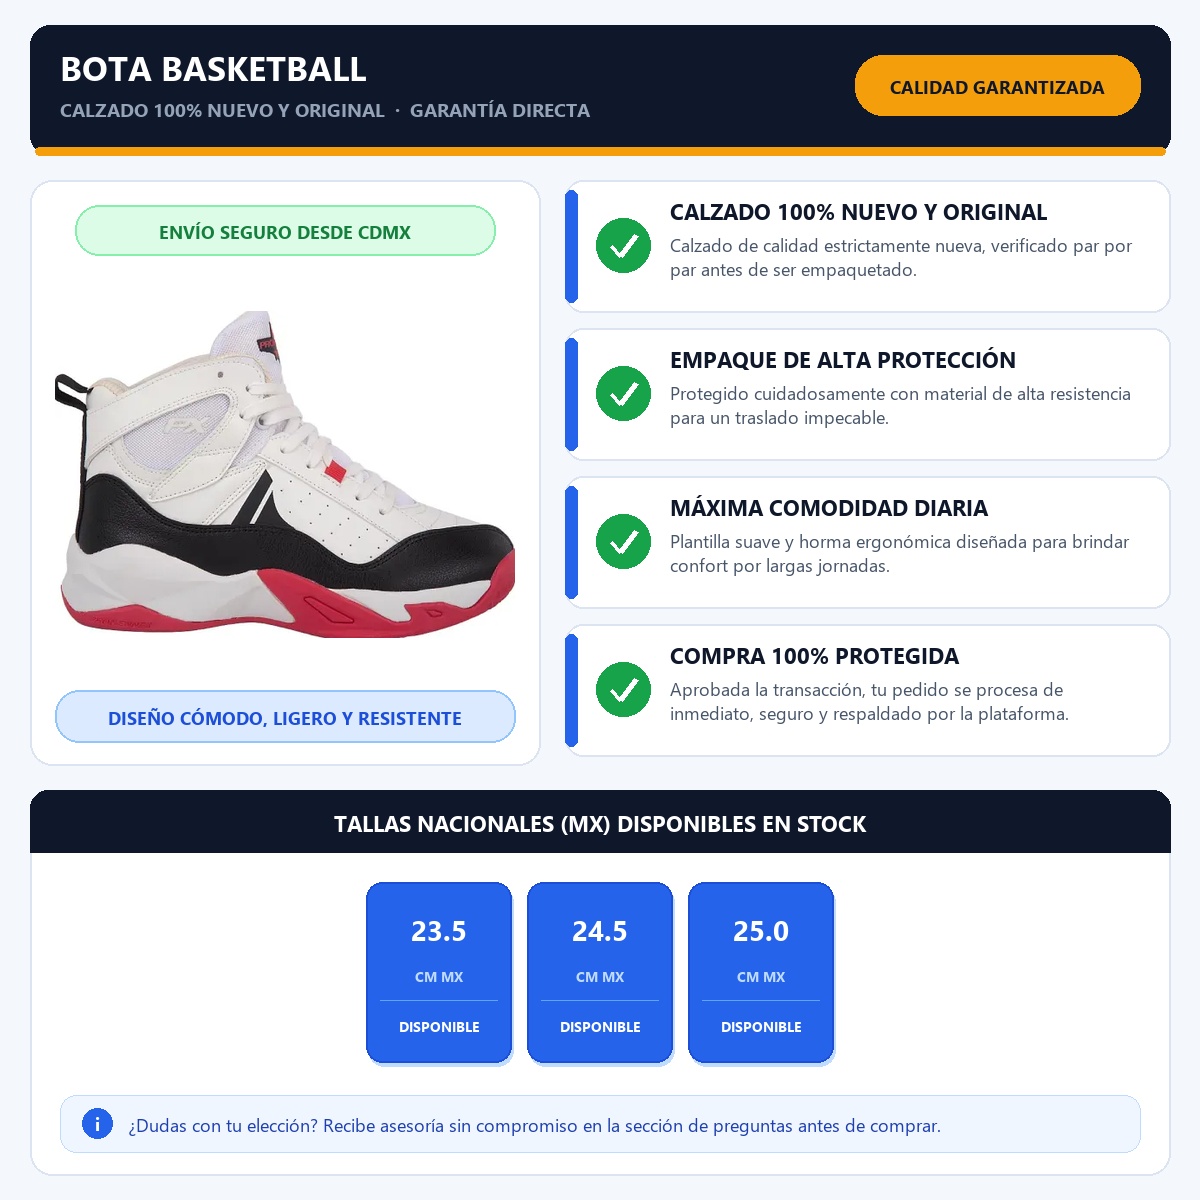 BOTA BASKETBALL
CALZADO 100% NUEVO Y ORIGINAL · GARANTÍA DIRECTA
CALIDAD GARANTIZADA
ENVÍO SEGURO DESDE CDMX
PX
DISEÑO CÓMODO, LIGERO Y RESISTENTE
CALZADO 100% NUEVO Y ORIGINAL
Calzado de calidad estrictamente nueva, verificado par por
par antes de ser empaquetado.
EMPAQUE DE ALTA PROTECCIÓN
Protegido cuidadosamente con material de alta resistencia
para un traslado impecable.
MÁXIMA COMODIDAD DIARIA
Plantilla suave y horma ergonómica diseñada para brindar
confort por largas jornadas.
COMPRA 100% PROTEGIDA
Aprobada la transacción, tu pedido se procesa de
inmediato, seguro y respaldado por la plataforma.
TALLAS NACIONALES (MX) DISPONIBLES EN STOCK
23.5
CM MX
DISPONIBLE
24.5
CM MX
DISPONIBLE
25.0
CM MX
DISPONIBLE
¿Dudas con tu elección? Recibe asesoría sin compromiso en la sección de preguntas antes de comprar.